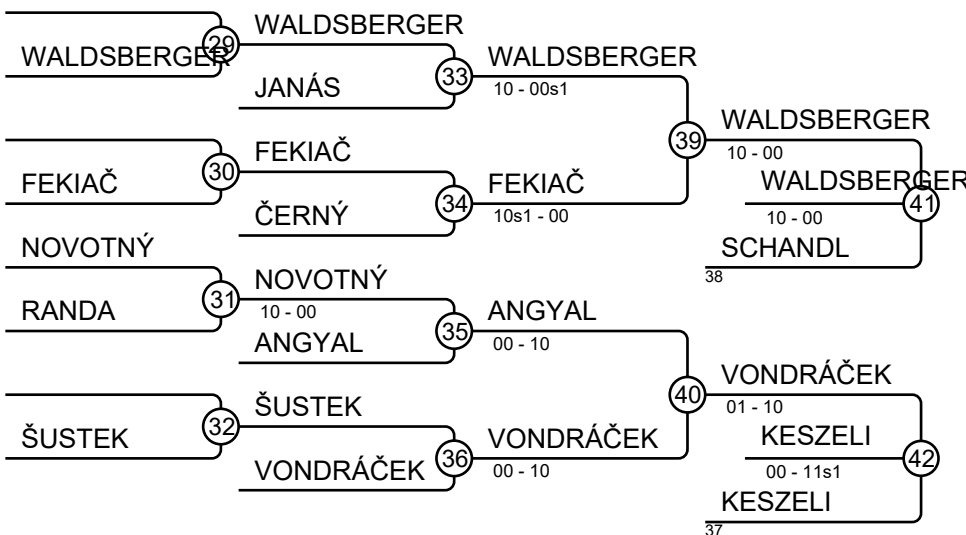 WALDSBERGER
29
WALDSBERGER
JANÁS
33
WALDSBERGER
10 - 00s1
FEKIAČ
30
FEKIAČ
ČERNÝ
34
FEKIAČ
10s1 - 00
39
WALDSBERGER
10 - 00
WALDSBERGER
10 - 00
41
SCHANDL
38
NOVOTNÝ
RANDA
31
NOVOTNÝ
10 - 00
ANGYAL
35
ANGYAL
00 - 10
ŠUSTEK
32
ŠUSTEK
VONDRÁČEK
36
VONDRÁČEK
00 - 10
40
VONDRÁČEK
01 - 10
KESZELI
00 - 11s1
42
KESZELI
37